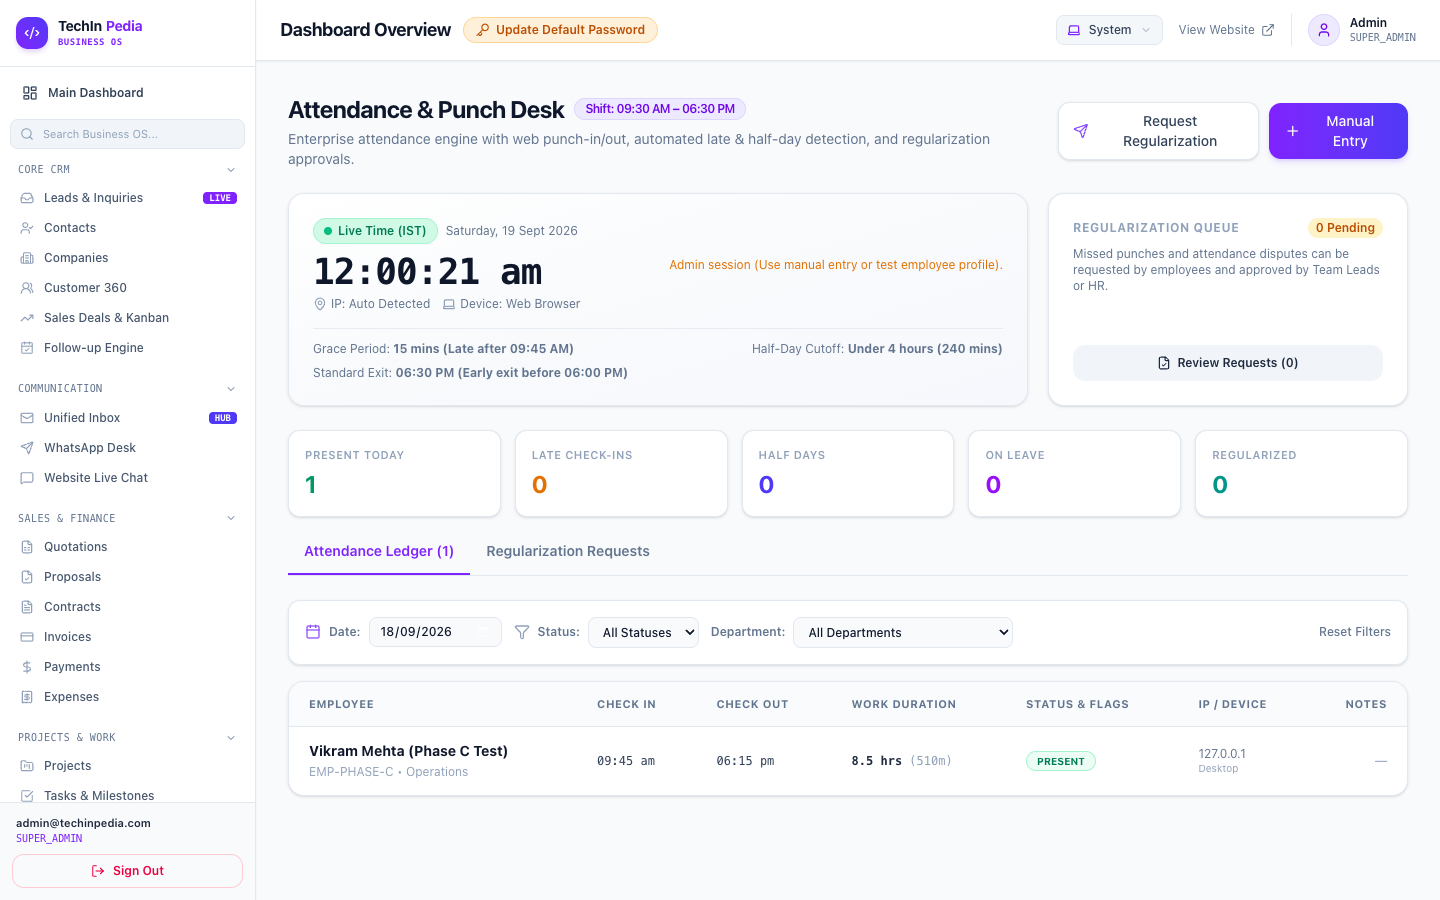 TechIn Pedia
BUSINESS OS
Main Dashboard
Search Business OS...
CORE CRM
Leads & Inquiries
LIVE
Contacts
Companies
Customer 360
Sales Deals & Kanban
Follow-up Engine
COMMUNICATION
Unified Inbox
HUB
WhatsApp Desk
Website Live Chat
SALES & FINANCE
Quotations
Proposals
Contracts
Invoices
Payments
Expenses
PROJECTS & WORK
Projects
Tasks & Milestones
admin@techinpedia.com
SUPER_ADMIN
Sign Out
Dashboard Overview
Update Default Password
System
View Website
Admin
SUPER_ADMIN
Attendance & Punch Desk
Shift: 09:30 AM – 06:30 PM
Enterprise attendance engine with web punch-in/out, automated late & half-day detection, and regularization
approvals.
Request
Regularization
Manual
Entry
Live Time (IST)
Saturday, 19 Sept 2026
12:00:21 am
Admin session (Use manual entry or test employee profile).
IP: Auto Detected
Device: Web Browser
Grace Period: 15 mins (Late after 09:45 AM)
Half-Day Cutoff: Under 4 hours (240 mins)
Standard Exit: 06:30 PM (Early exit before 06:00 PM)
REGULARIZATION QUEUE
0 Pending
Missed punches and attendance disputes can be
requested by employees and approved by Team Leads
or HR.
Review Requests (0)
PRESENT TODAY
1
LATE CHECK-INS
0
HALF DAYS
0
ON LEAVE
0
REGULARIZED
0
Attendance Ledger (1)
Regularization Requests
Date:
18/09/2026
Status:
All Statuses
Department:
All Departments
Reset Filters
EMPLOYEE
CHECK IN
CHECK OUT
WORK DURATION
STATUS & FLAGS
IP / DEVICE
NOTES
Vikram Mehta (Phase C Test)
EMP-PHASE-C • Operations
09:45 am
06:15 pm
8.5 hrs (510m)
PRESENT
127.0.0.1
Desktop
—